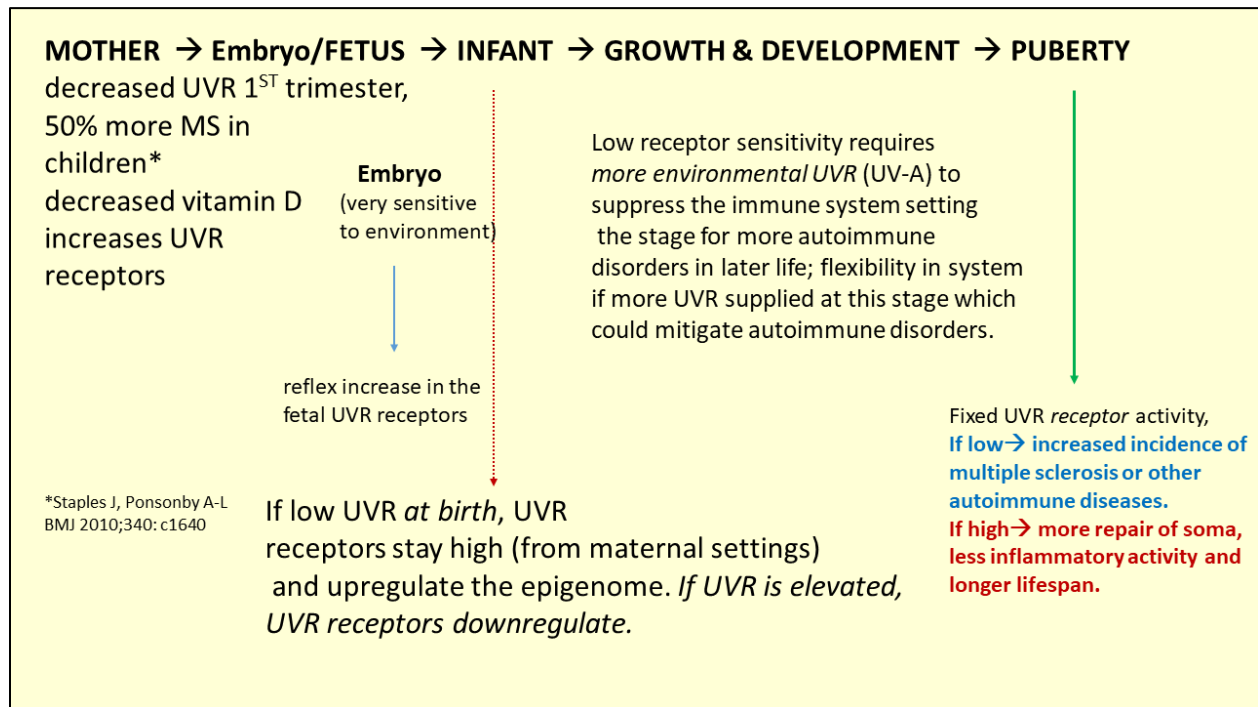 MOTHER → Embryo/FETUS → INFANT → GROWTH & DEVELOPMENT → PUBERTY
decreased UVR 1ST trimester,
50% more MS in
children*
decreased vitamin D
increases UVR
receptors
Embryo
(very sensitive
to environment)
reflex increase in the
fetal UVR receptors
Low receptor sensitivity requires
more environmental UVR (UV-A) to
suppress the immune system setting
the stage for more autoimmune
disorders in later life; flexibility in system
if more UVR supplied at this stage which
could mitigate autoimmune disorders.
Fixed UVR receptor activity,
If low→ increased incidence of
multiple sclerosis or other
autoimmune diseases.
If high→ more repair of soma,
less inflammatory activity and
longer lifespan.
*Staples J, Ponsonby A-L
BMJ 2010;340: c1640
If low UVR at birth, UVR
receptors stay high (from maternal settings)
and upregulate the epigenome. If UVR is elevated,
UVR receptors downregulate.